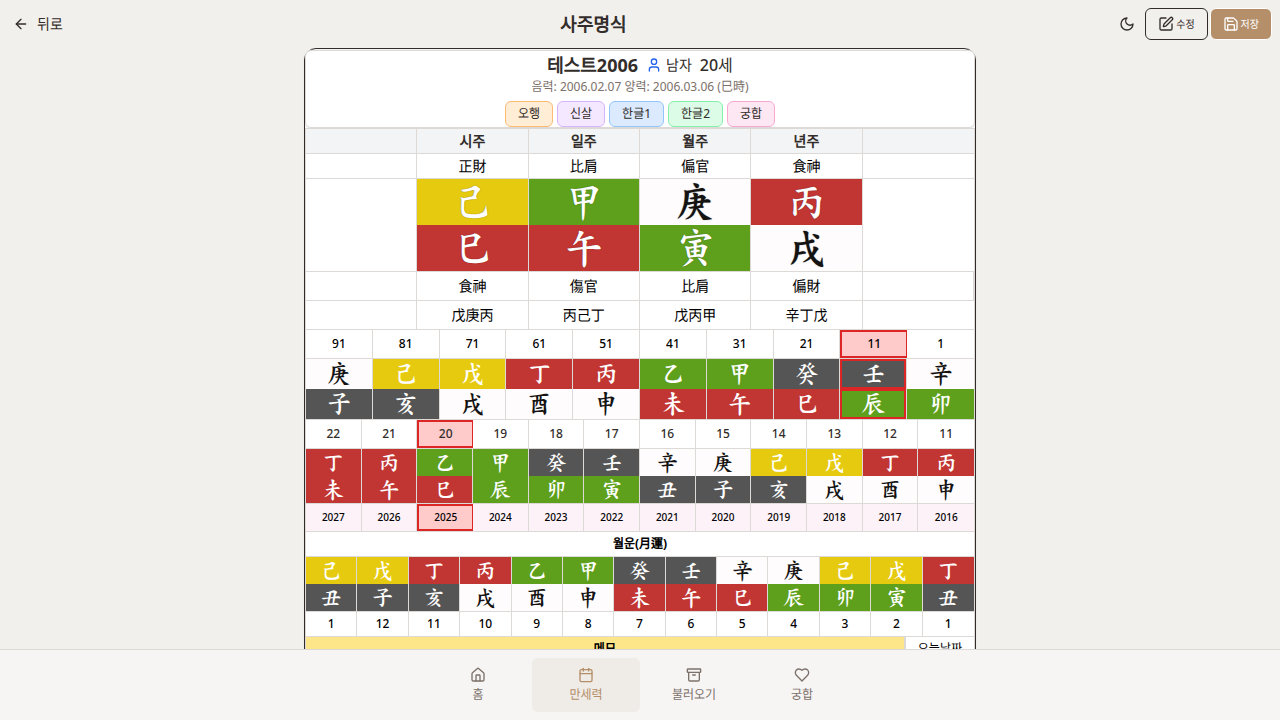 뒤로
사주명식
수정
저장
테스트2006 남자 20세
음력: 2006.02.07 양력: 2006.03.06 (巳時)
오행 신살 한글1 한글2 궁합
시주 일주 월주 년주
正財 比肩 偏官 食神
己 甲 庚 丙
巳 午 寅 戌
食神 傷官 比肩 偏財
戊庚丙 丙己丁 戊丙甲 辛丁戊
91 81 71 61 51 41 31 21 11 1
庚 己 戊 丁 丙 乙 甲 癸 壬 辛
子 亥 戌 酉 申 未 午 巳 辰 卯
22 21 20 19 18 17 16 15 14 13 12 11
丁 丙 乙 甲 癸 壬 辛 庚 己 戊 丁 丙
未 午 巳 辰 卯 寅 丑 子 亥 戌 酉 申
2027 2026 2025 2024 2023 2022 2021 2020 2019 2018 2017 2016
월운(月運)
己 戊 丁 丙 乙 甲 癸 壬 辛 庚 己 戊 丁
丑 子 亥 戌 酉 申 未 午 巳 辰 卯 寅 丑
1 12 11 10 9 8 7 6 5 4 3 2 1
메모 오늘날짜
홈 만세력 불러오기 궁합